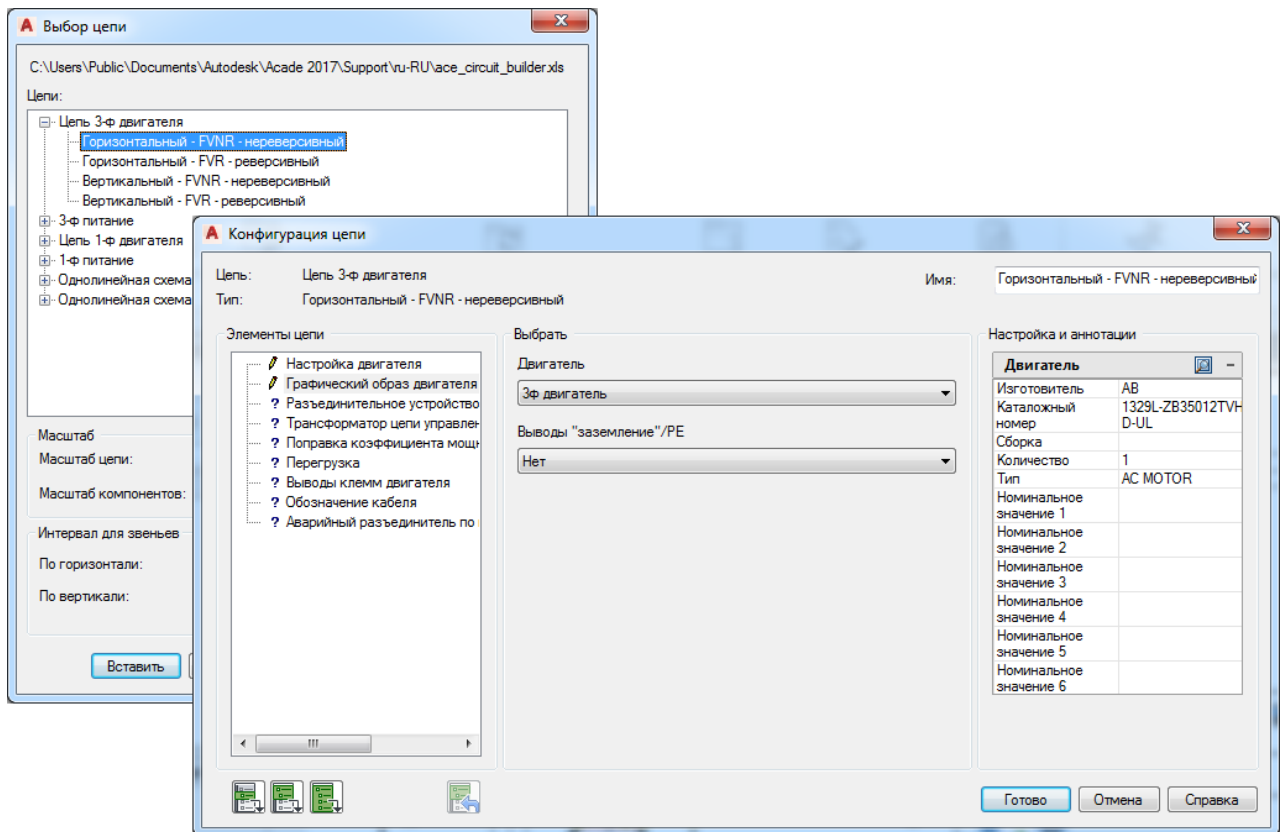 Выбор цепи
C:\Users\Public\Documents\Autodesk\Acade 2017\Support\ru-RU\ace_circuit_builder.xls
Цепи:
Цепь 3-ф двигателя
Горизонтальный - FVNR - нереверсивный
Горизонтальный - FVR - реверсивный
Вертикальный - FVNR - нереверсивный
Вертикальный - FVR - реверсивный
3-ф питание
Цепь 1-ф двигателя
1-ф питание
Однолинейная схема
Однолинейная схема
Масштаб
Масштаб цепи:
Масштаб компонентов:
Интервал для звеньев
По горизонтали:
По вертикали:
Вставить
Конфигурация цепи
Цепь: Цепь 3-ф двигателя
Тип: Горизонтальный - FVNR - нереверсивный
Имя: Горизонтальный - FVNR - нереверсивный
Элементы цепи
Настройка двигателя
Графический образ двигателя
? Разъединительное устройство
? Трансформатор цепи управлен
? Поправка коэффициента мощн
? Перегрузка
? Выводы клемм двигателя
? Обозначение кабеля
? Аварийный разъединитель по
Выбрать
Двигатель
3ф двигатель
Выводы "заземление"/PE
Нет
Настройка и аннотации
Двигатель
Изготовитель AB
Каталожный 1329L-ZB35012TVH
номер D-UL
Сборка
Количество 1
Тип AC MOTOR
Номинальное
значение 1
Номинальное
значение 2
Номинальное
значение 3
Номинальное
значение 4
Номинальное
значение 5
Номинальное
значение 6
Готово Отмена Справка